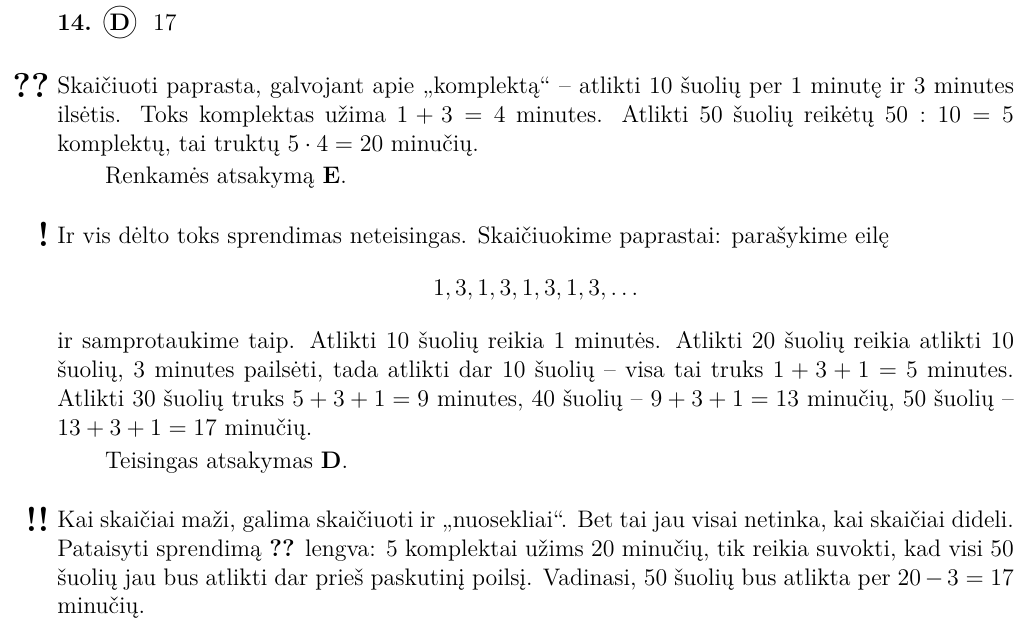 14. D 17
?? Skaičiuoti paprasta, galvojant apie „komplektą“ – atlikti 10 šuolių per 1 minutę ir 3 minutes
ilsėtis. Toks komplektas užima 1 + 3 = 4 minutes. Atlikti 50 šuolių reikėtų 50 : 10 = 5
komplektų, tai truktų 5 · 4 = 20 minučių.
Renkamės atsakymą E.
! Ir vis dėlto toks sprendimas neteisingas. Skaičiuokime paprastai: parašykime eilę
1, 3, 1, 3, 1, 3, 1, 3, . . .
ir samprotaukime taip. Atlikti 10 šuolių reikia 1 minutės. Atlikti 20 šuolių reikia atlikti 10
šuolių, 3 minutes pailsėti, tada atlikti dar 10 šuolių – visa tai truks 1 + 3 + 1 = 5 minutes.
Atlikti 30 šuolių truks 5 + 3 + 1 = 9 minutes, 40 šuolių – 9 + 3 + 1 = 13 minučių, 50 šuolių –
13 + 3 + 1 = 17 minučių.
Teisingas atsakymas D.
!! Kai skaičiai maži, galima skaičiuoti ir „nuosekliai“. Bet tai jau visai netinka, kai skaičiai dideli.
Pataisyti sprendimą ?? lengva: 5 komplektai užims 20 minučių, tik reikia suvokti, kad visi 50
šuolių jau bus atlikti dar prieš paskutinį poilsį. Vadinasi, 50 šuolių bus atlikta per 20 – 3 = 17
minučių.